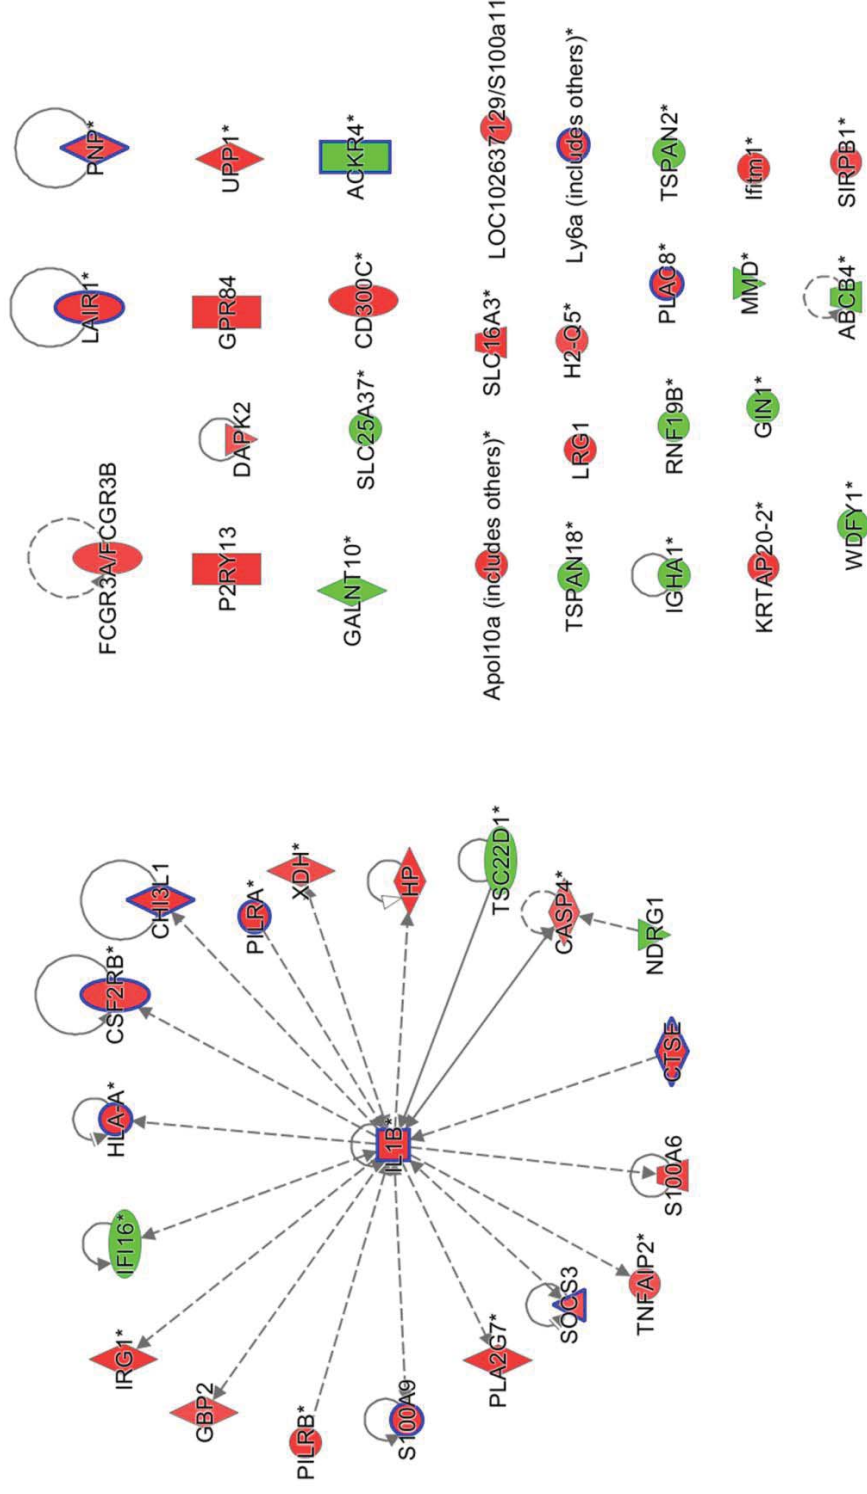 IRG1*
IFI16*
HLA-A*
CSF2RB*
CHI3L1
GBP2
PILRA*
PILRB*
XDH*
S100A9
IL1B*
HP
PLA2G7*
TSC22D1*
SOCS3
CASP4*
TNFAIP2*
S100A6
CTSE
NDRG1
FCGR3A/FCGR3B
LAIR1*
PNP*
P2RY13
DAPK2
GPR84
UPP1*
GALNT10*
SLC25A37*
CD300C*
ACKR4*
Apol10a (includes others)*
SLC16A3*
LOC102637129/S100a11
TSPAN18*
LRG1
H2-Q5*
Ly6a (includes others)*
IGHA1*
RNF19B*
PLAC8*
TSPAN2*
KRTAP20-2*
GIN1*
MMD*
Ifitm1*
WDFY1*
ABCB4*
SIRPB1*